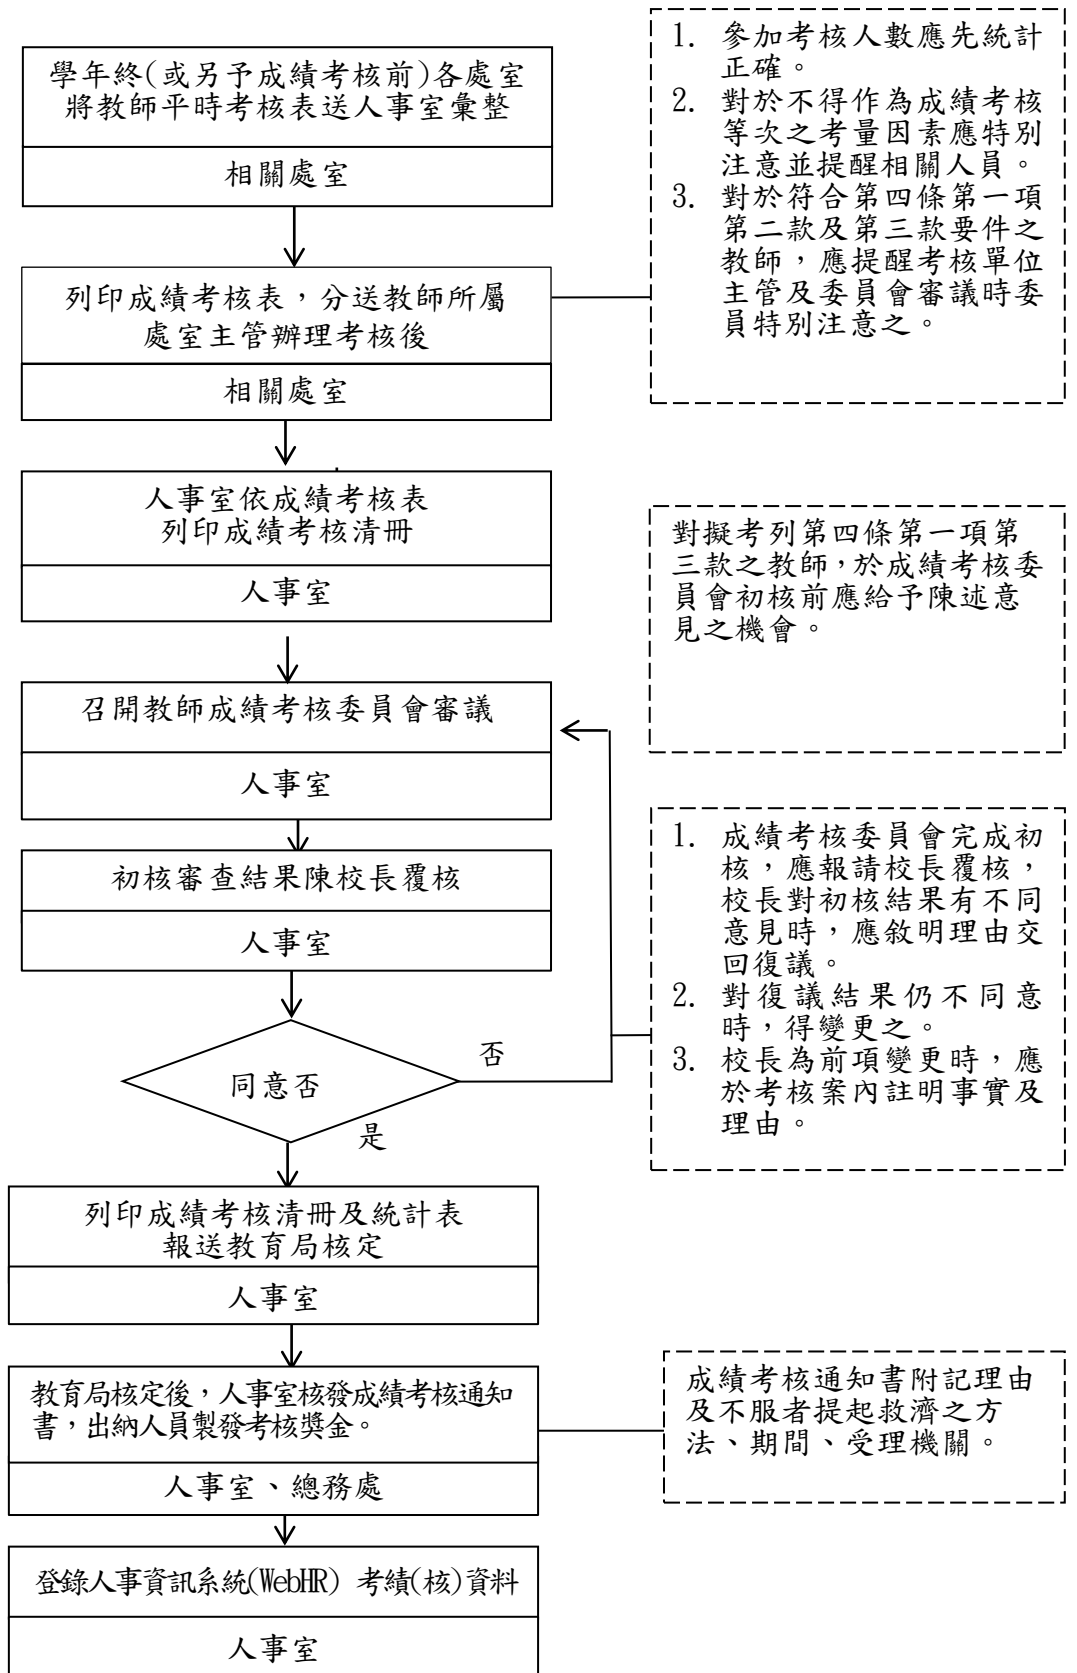 學年終(或另予成績考核前)各處室
將教師平時考核表送人事室彙整
相關處室
1. 參加考核人數應先統計
正確。
2. 對於不得作為成績考核
等次之考量因素應特別
注意並提醒相關人員。
3. 對於符合第四條第一項
第二款及第三款要件之
教師，應提醒考核單位
主管及委員會審議時委
員特別注意之。
列印成績考核表，分送教師所屬
處室主管辦理考核後
相關處室
人事室依成績考核表
列印成績考核清冊
人事室
對擬考列第四條第一項第
三款之教師，於成績考核委
員會初核前應給予陳述意
見之機會。
召開教師成績考核委員會審議
人事室
初核審查結果陳校長覆核
人事室
1. 成績考核委員會完成初
核，應報請校長覆核，
校長對初核結果有不同
意見時，應敘明理由交
回復議。
2. 對復議結果仍不同意
時，得變更之。
3. 校長為前項變更時，應
於考核案內註明事實及
理由。
同意否
否
是
列印成績考核清冊及統計表
報送教育局核定
人事室
教育局核定後，人事室核發成績考核通知
書，出納人員製發考核獎金。
人事室、總務處
成績考核通知書附記理由
及不服者提起救濟之方
法、期間、受理機關。
登錄人事資訊系統(WebHR) 考績(核)資料
人事室